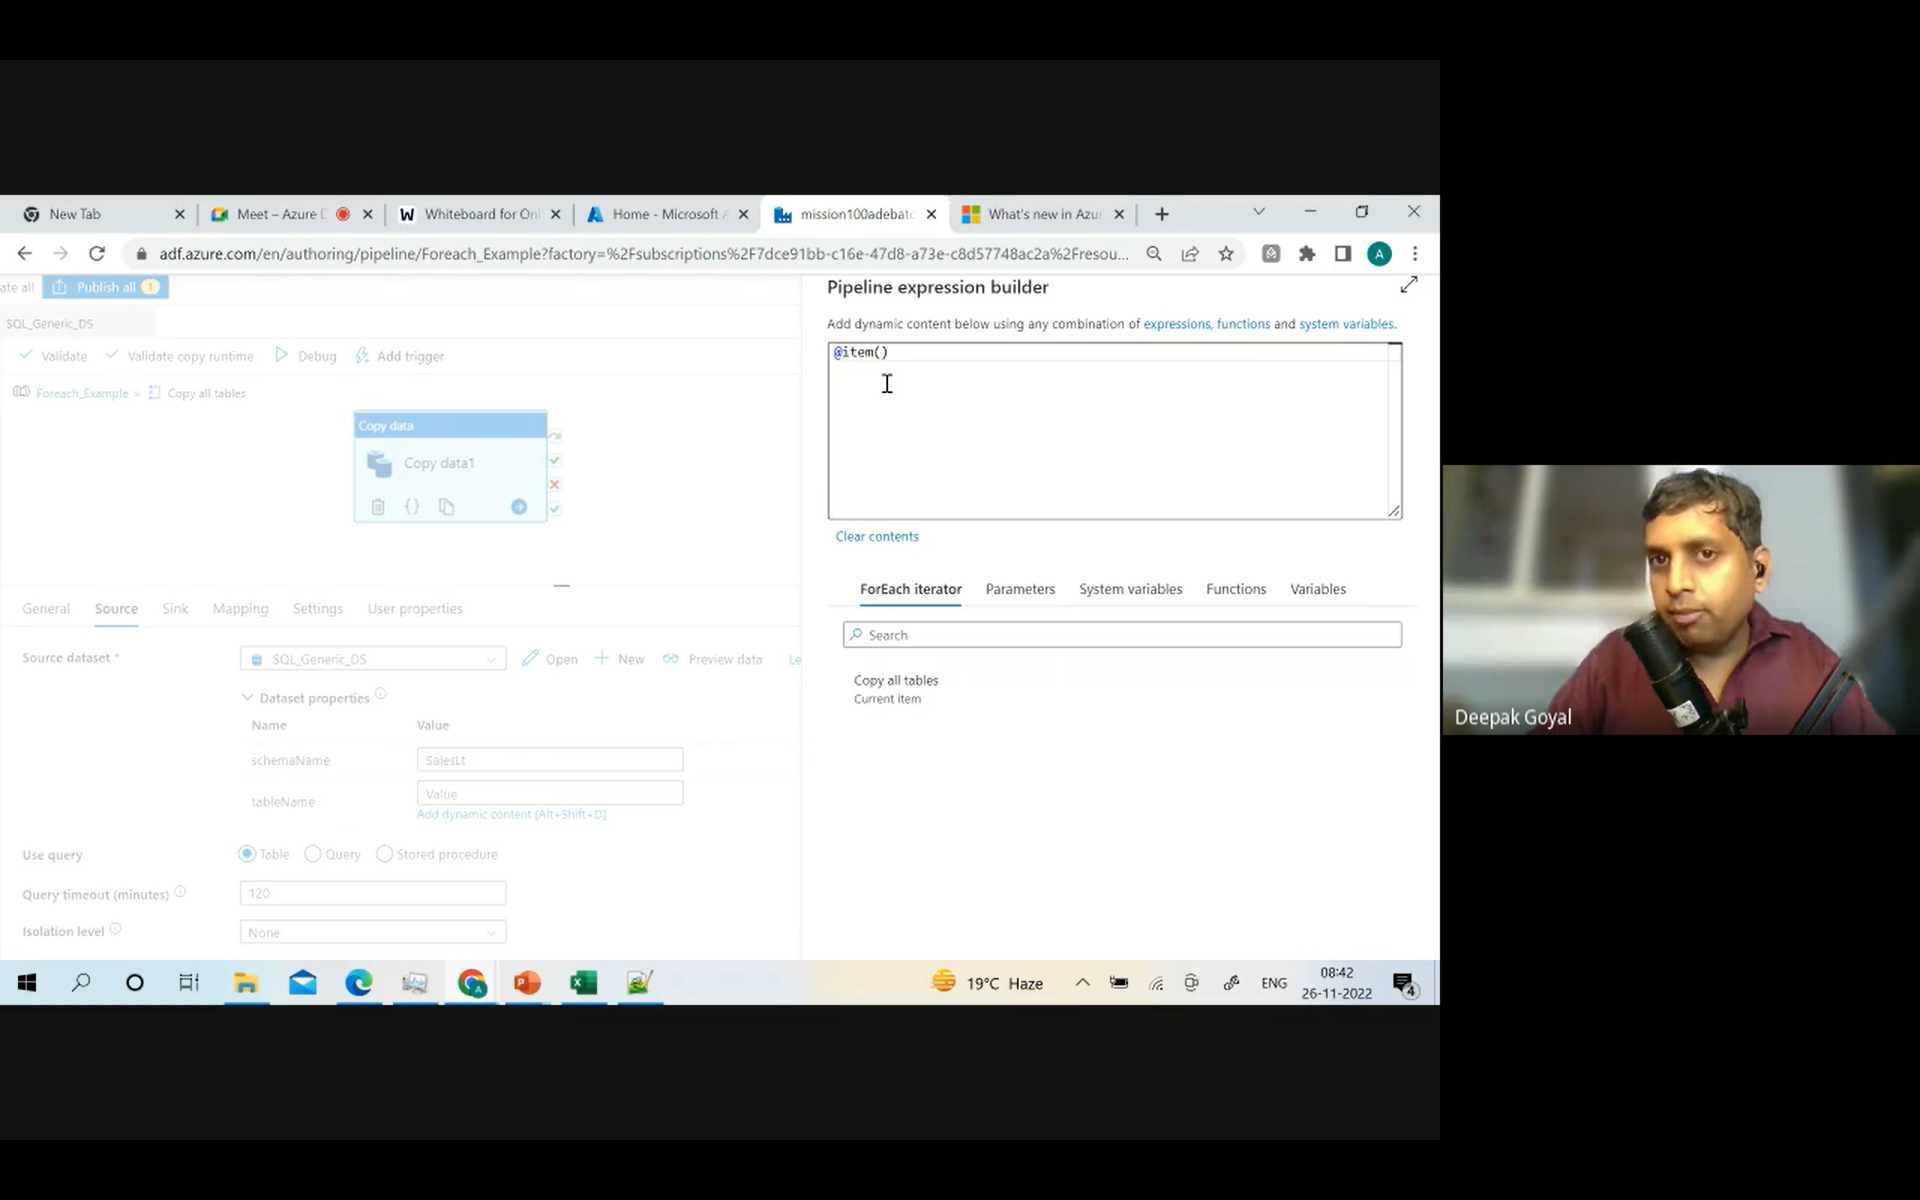 New Tab
Meet – Azure D
Whiteboard for Onl
Home - Microsoft A
mission100adebatc
What's new in Azur
adf.azure.com/en/authoring/pipeline/Foreach_Example?factory=%2Fsubscriptions%2F7dce91bb-c16e-47d8-a73e-c8d57748ac2a%2Fresou...
A
ate all
Publish all
1
Pipeline expression builder
Add dynamic content below using any combination of expressions, functions and system variables.
SQL_Generic_DS
@item()
Validate
Validate copy runtime
Debug
Add trigger
Foreach_Example > Copy all tables
Copy data
Copy data1
Clear contents
ForEach iterator
Parameters
System variables
Functions
Variables
Search
Copy all tables
Current item
General
Source
Sink
Mapping
Settings
User properties
Source dataset *
SQL_Generic_DS
Open
New
Preview data
Le
Dataset properties
Name
Value
schemaName
SalesLt
tableName
Value
Add dynamic content [Alt+Shift+D]
Use query
Table
Query
Stored procedure
Query timeout (minutes)
120
Isolation level
None
Deepak Goyal
19°C Haze
ENG
08:42
26-11-2022
4